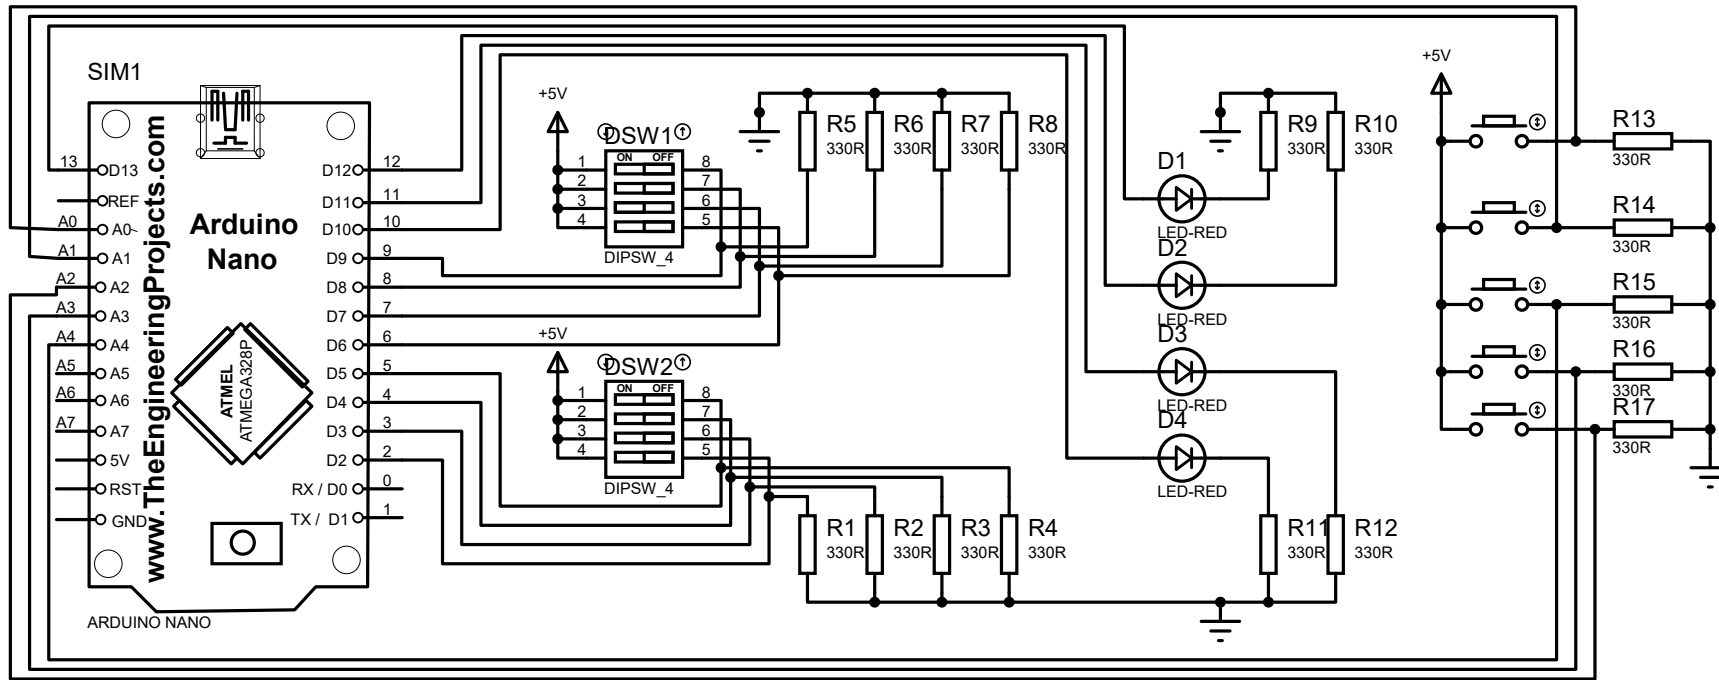 SIM1
ARDUINO NANO
www.TheEngineeringProjects.com
Arduino
Nano
ATMEL
ATMEGA328P
13
D13
REF
A0
A0~
A1
A1
A2
A2
A3
A3
A4
A4
A5
A5
A6
A6
A7
A7
5V
RST
GND
D12
12
D11
11
D10
10
D9
9
D8
8
D7
7
D6
6
D5
5
D4
4
D3
3
D2
2
RX / D0
0
TX / D1
1
+5V
DSW1
ON OFF
1
2
3
4
8
7
6
5
DIPSW_4
+5V
DSW2
ON OFF
1
2
3
4
8
7
6
5
DIPSW_4
R5
330R
R6
330R
R7
330R
R8
330R
R1
330R
R2
330R
R3
330R
R4
330R
R9
330R
R10
330R
D1
LED-RED
D2
LED-RED
D3
LED-RED
D4
LED-RED
R11
330R
R12
330R
+5V
R13
330R
R14
330R
R15
330R
R16
330R
R17
330R